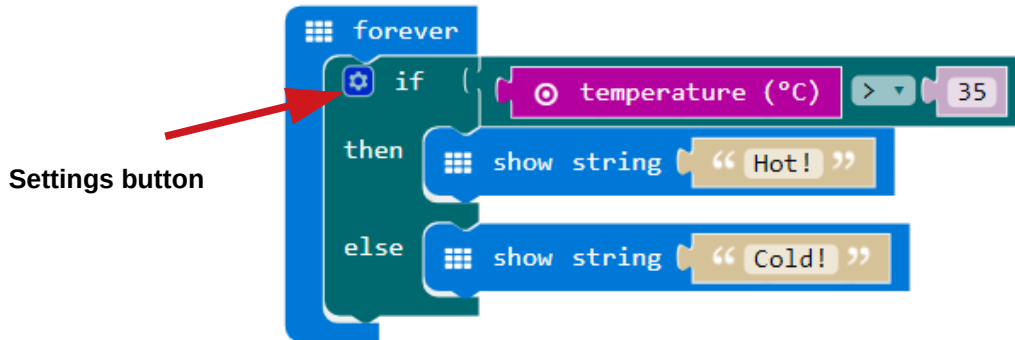 forever
if temperature (°C) > 35
then show string “ Hot! ”
Settings button
else show string “ Cold! ”